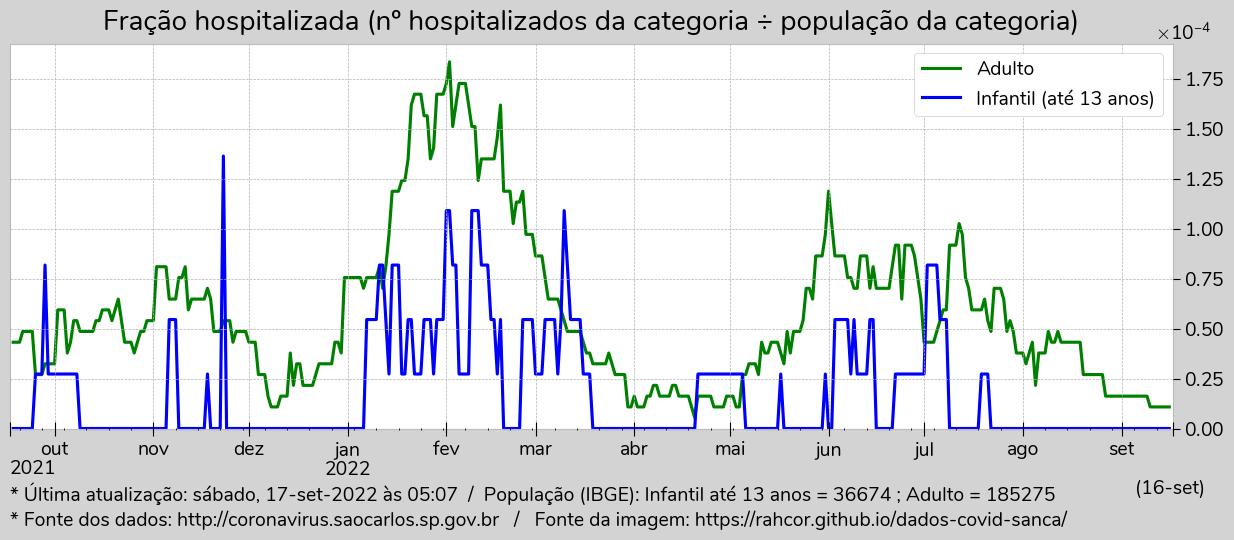 Fração hospitalizada (nº hospitalizados da categoria ÷ população da categoria)
×10⁻⁴
Adulto
Infantil (até 13 anos)
1.75
1.50
1.25
1.00
0.75
0.50
0.25
0.00
out nov dez jan fev mar abr mai jun jul ago set
2021 2022
(16-set)
* Última atualização: sábado, 17-set-2022 às 05:07 / População (IBGE): Infantil até 13 anos = 36674 ; Adulto = 185275
* Fonte dos dados: http://coronavirus.saocarlos.sp.gov.br / Fonte da imagem: https://rahcor.github.io/dados-covid-sanca/